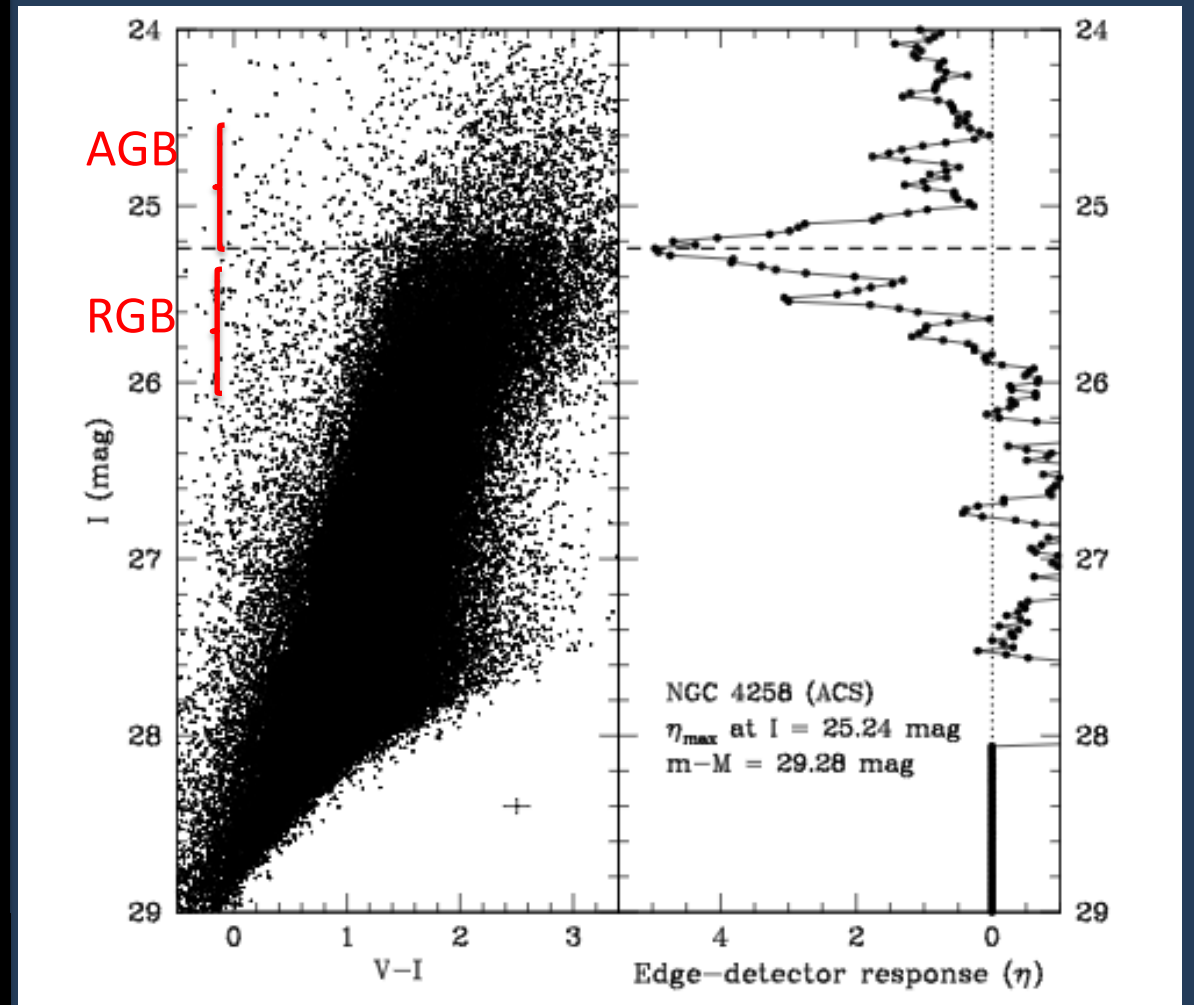 24
25
26
27
28
29
I (mag)
AGB
RGB
0
1
2
3
V−I
NGC 4258 (ACS)
ηmax at I = 25.24 mag
m−M = 29.28 mag
4
2
0
Edge−detector response (η)
24
25
26
27
28
29